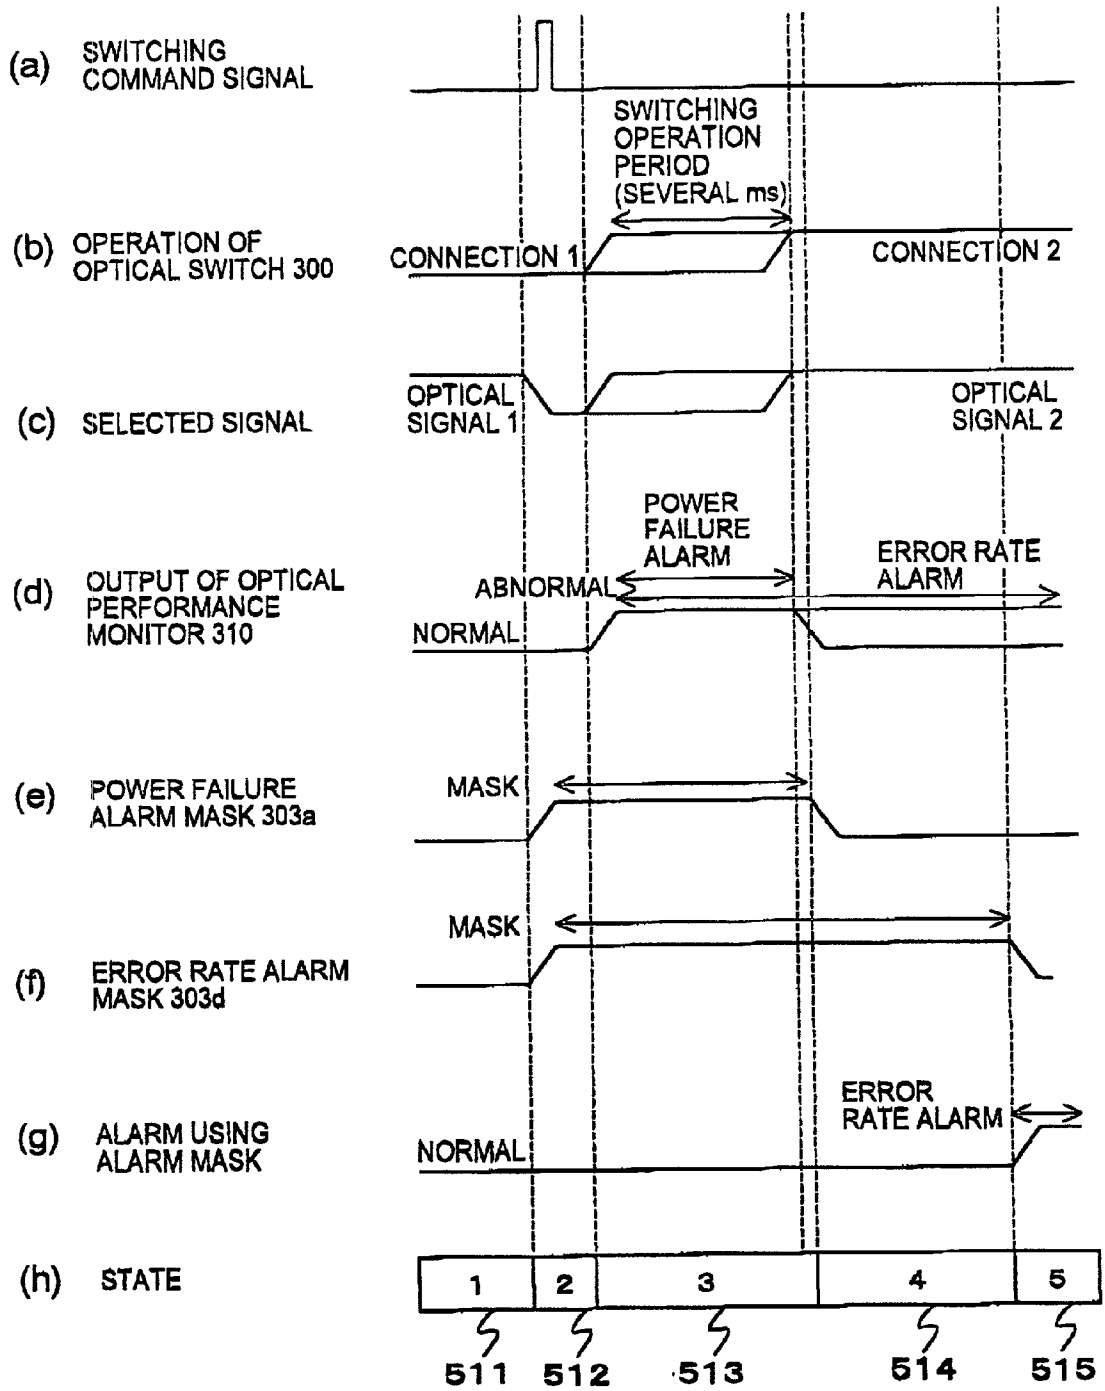 (a) SWITCHING
COMMAND SIGNAL
SWITCHING
OPERATION
PERIOD
(SEVERAL ms)
(b) OPERATION OF
OPTICAL SWITCH 300
CONNECTION 1
CONNECTION 2
(c) SELECTED SIGNAL
OPTICAL
SIGNAL 1
OPTICAL
SIGNAL 2
(d) OUTPUT OF OPTICAL
PERFORMANCE
MONITOR 310
POWER
FAILURE
ALARM
ERROR RATE
ALARM
ABNORMAL
NORMAL
(e) POWER FAILURE
ALARM MASK 303a
MASK
(f) ERROR RATE ALARM
MASK 303d
MASK
(g) ALARM USING
ALARM MASK
NORMAL
ERROR
RATE ALARM
(h) STATE
1 2 3 4 5
511 512 513 514 515